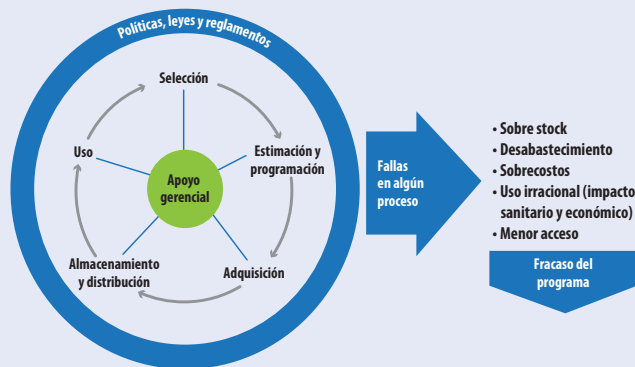 Políticas, leyes y reglamentos
Selección
Estimación y
programación
Adquisición
Almacenamiento
y distribución
Uso
Apoyo
gerencial
Fallas
en algún
proceso
• Sobre stock
• Desabastecimiento
• Sobrecostos
• Uso irracional (impacto
sanitario y económico)
• Menor acceso
Fracaso del
programa